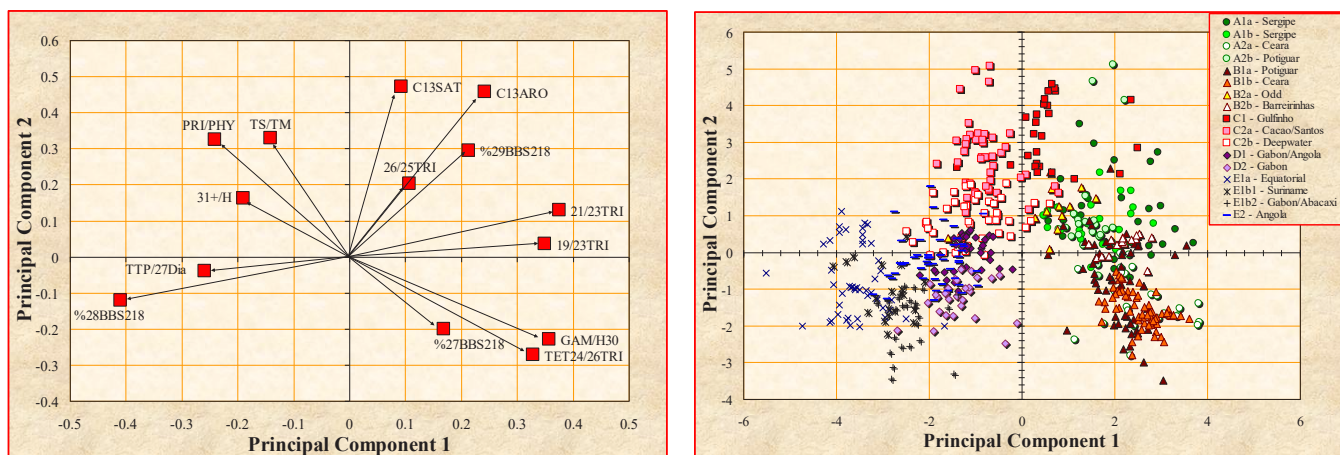 0.6
0.5
0.4
0.3
0.2
0.1
0
-0.1
-0.2
-0.3
-0.4
Principal Component 2
C13SAT
C13ARO
PRI/PHY
TS/TM
%29BBS218
26/25TRI
31+/H
21/23TRI
19/23TRI
TTP/27Dia
%28BBS218
%27BBS218
GAM/H30
TET24/26TRI
-0.5 -0.4 -0.3 -0.2 -0.1 0 0.1 0.2 0.3 0.4 0.5
Principal Component 1
6
5
4
3
2
1
0
-1
-2
-3
-4
Principal Component 2
A1a - Sergipe
A1b - Sergipe
A2a - Ceara
A2b - Potiguar
B1a - Potiguar
B1b - Ceara
B2a - Odd
B2b - Barreirinhas
C1 - Gulfinho
C2a - Cacao/Santos
C2b - Deepwater
D1 - Gabon/Angola
D2 - Gabon
E1a - Equatorial
E1b1 - Suriname
E1b2 - Gabon/Abacaxi
E2 - Angola
-6 -4 -2 0 2 4 6
Principal Component 1